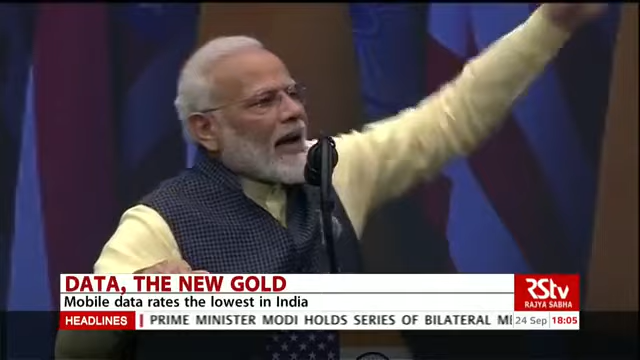 DATA, THE NEW GOLD
Mobile data rates the lowest in India
RSTV
RAJYA SABHA
HEADLINES PRIME MINISTER MODI HOLDS SERIES OF BILATERAL 24 Sep 18:05